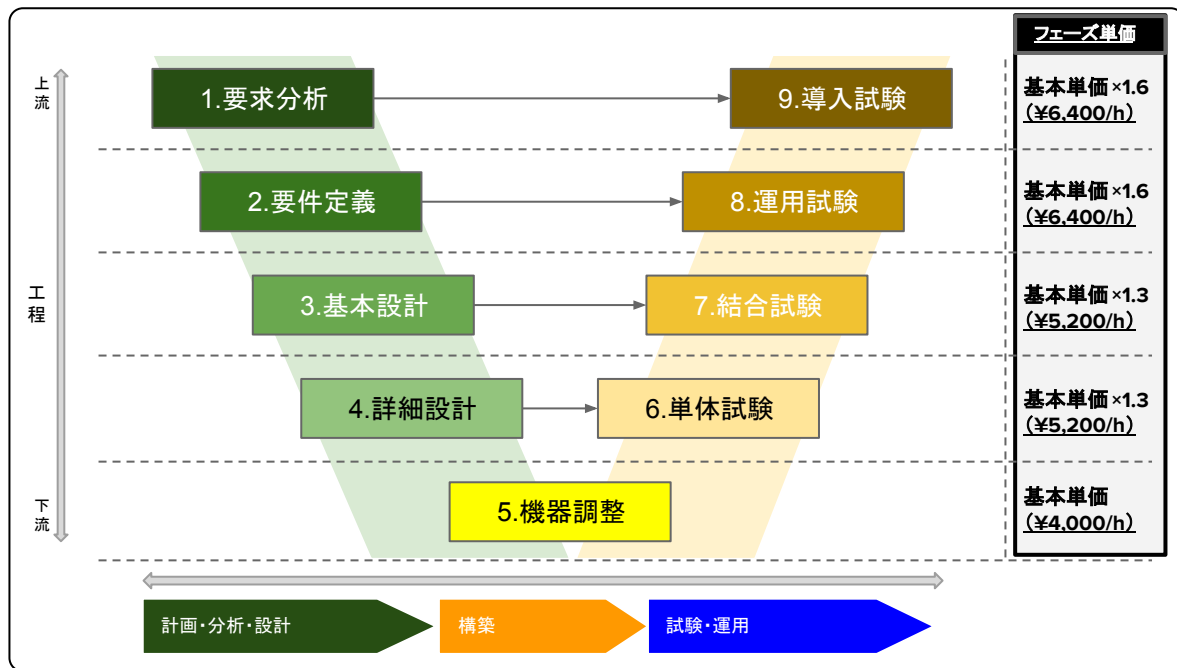 フェーズ単価
上流
1.要求分析
9.導入試験
基本単価×1.6
(¥6,400/h)
2.要件定義
8.運用試験
基本単価×1.6
(¥6,400/h)
工程
3.基本設計
7.結合試験
基本単価×1.3
(¥5,200/h)
4.詳細設計
6.単体試験
基本単価×1.3
(¥5,200/h)
下流
5.機器調整
基本単価
(¥4,000/h)
計画・分析・設計
構築
試験・運用